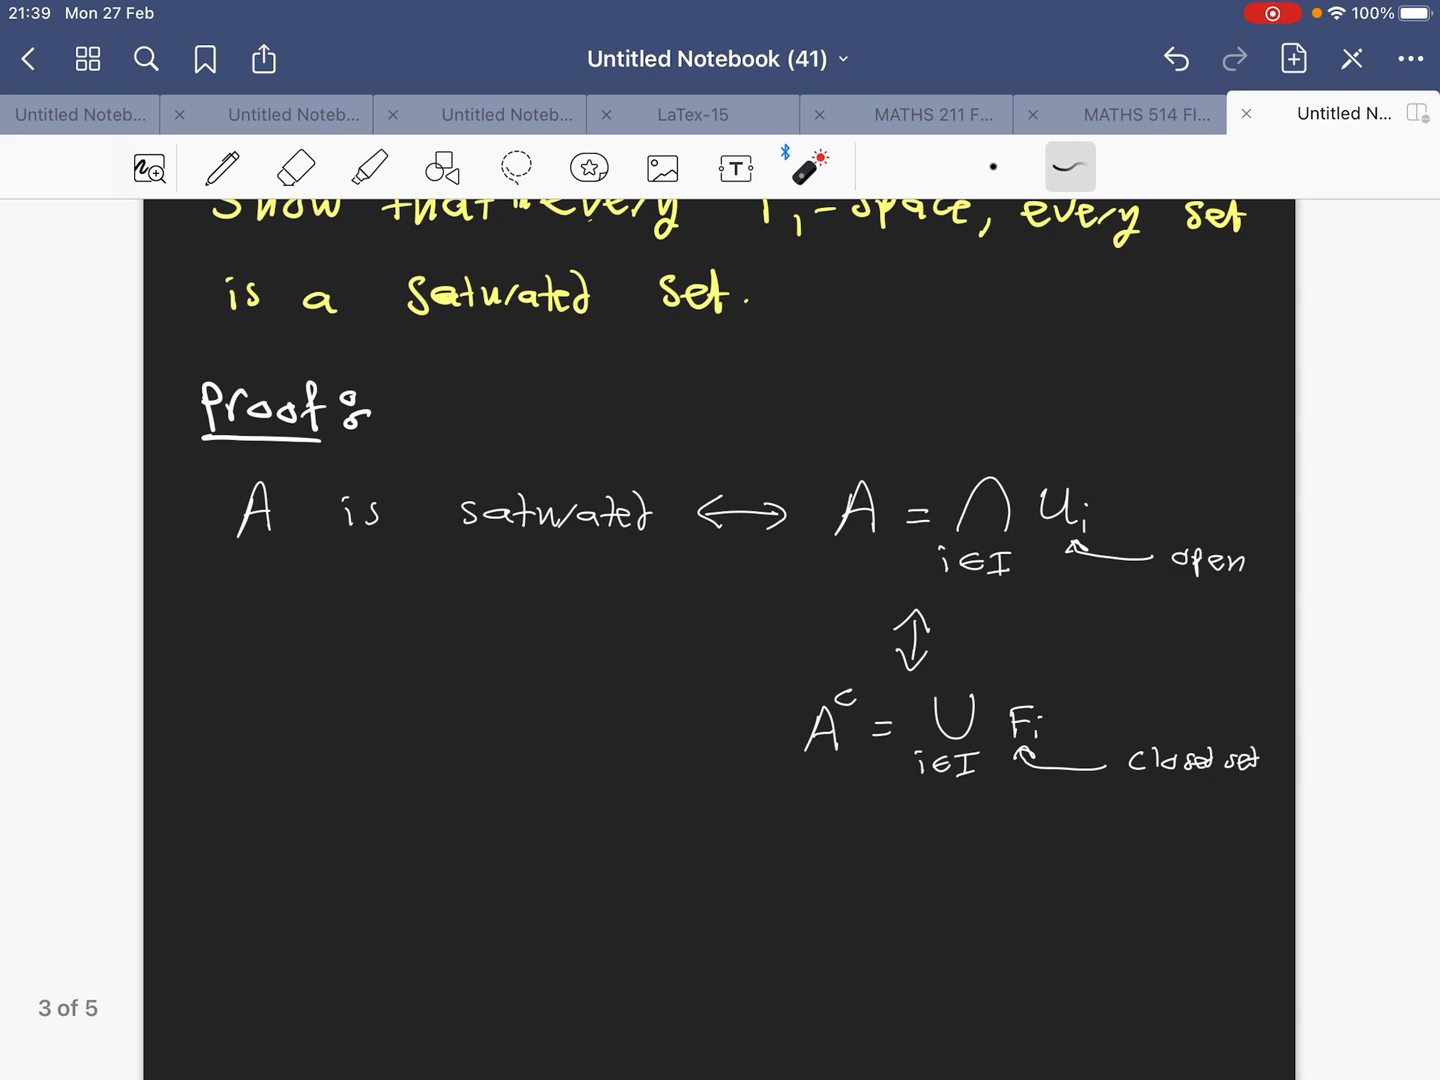 21:39 Mon 27 Feb 100%
Untitled Notebook (41)
Untitled Noteb... Untitled Noteb... Untitled Noteb... LaTex-15 MATHS 211 F... MATHS 514 FI... Untitled N...
Show that in every T₁-space, every set
is a saturated set.
Proof:
A is saturated ⟷ A = ⋂ Uᵢ
i∈I open
⇕
Aᶜ = ⋃ Fᵢ
i∈I closed set
3 of 5